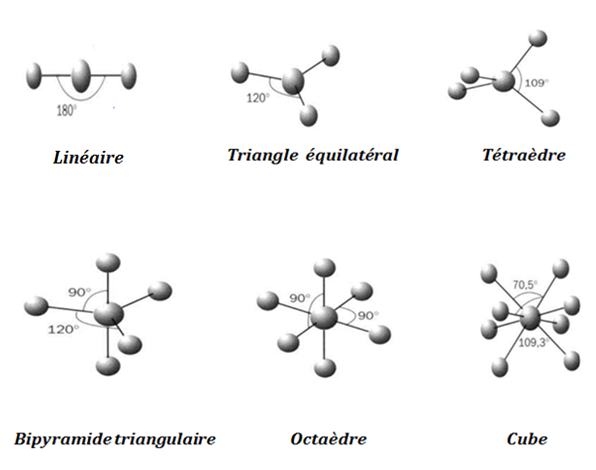 180°
120°
109°
Linéaire
Triangle équilatéral
Tétraèdre
90°
120°
90°
90°
70,5°
109,3°
Bipyramide triangulaire
Octaèdre
Cube